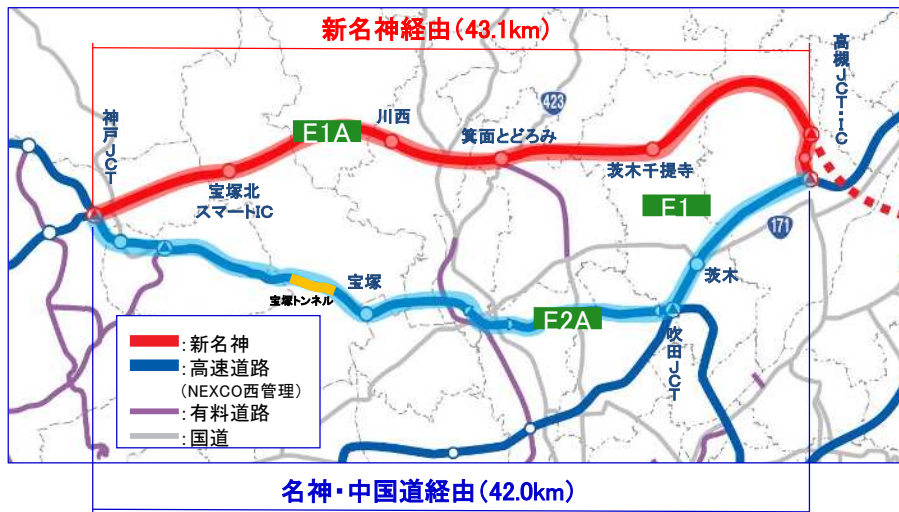 新名神経由(43.1km)
高槻JCT・IC
神戸JCT
423
E1A
川西
箕面とどろみ
茨木千提寺
宝塚北
スマートIC
E1
171
茨木
宝塚
宝塚トンネル
E2A
吹田JCT
:新名神
:高速道路
(NEXCO西管理)
:有料道路
:国道
名神・中国道経由(42.0km)